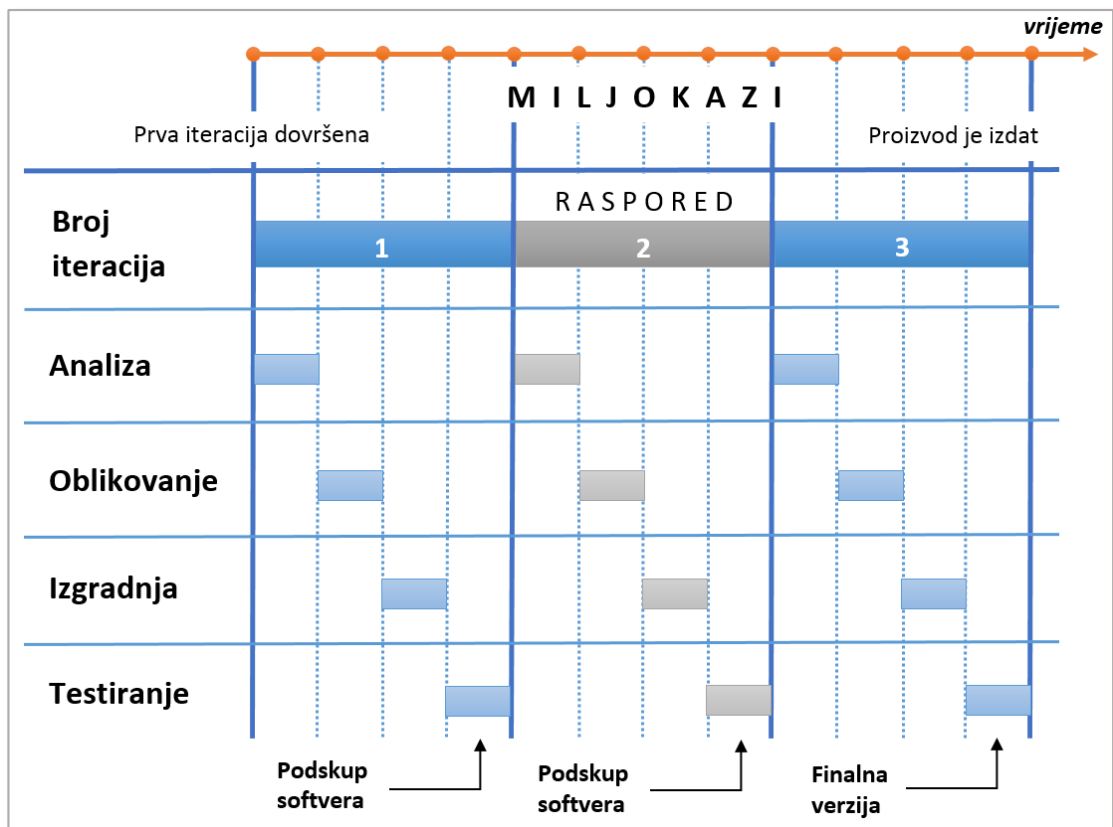 vrijeme
MILJOKAZI
Prva iteracija dovršena
Proizvod je izdat
RASPORED
Broj
iteracija
1
2
3
Analiza
Oblikovanje
Izgradnja
Testiranje
Podskup
softvera
Podskup
softvera
Finalna
verzija